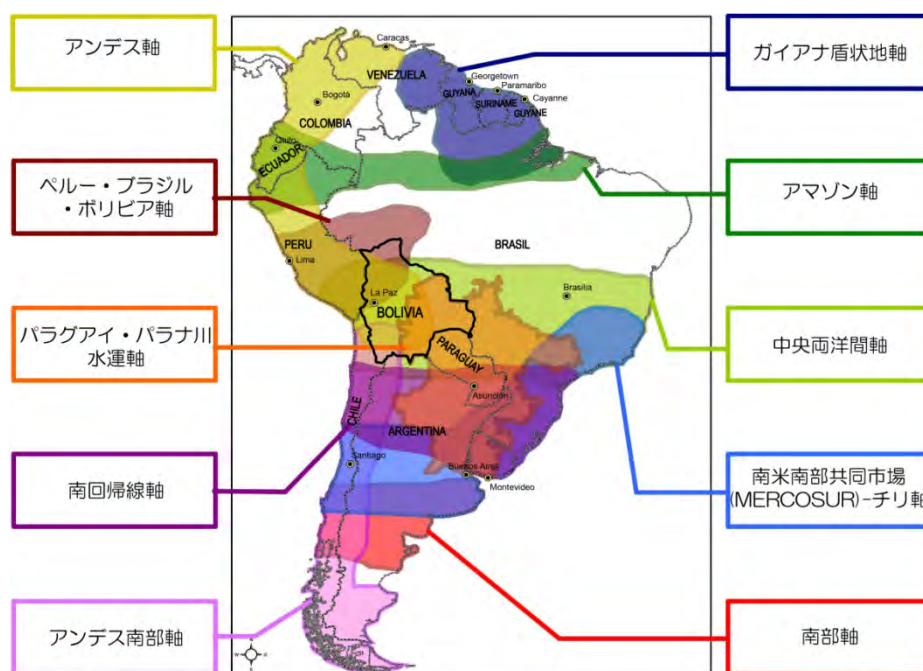 アンデス軸
ガイアナ盾状地軸
ペルー・ブラジル
・ボリビア軸
アマゾン軸
パラグアイ・パラナ川
水運軸
中央両洋間軸
南回帰線軸
南米南部共同市場
(MERCOSUR)-チリ軸
アンデス南部軸
南部軸
Caracas
VENEZUELA
Georgetown
Paramaribo
GUYANA
Cayanne
SURINAME
GUYANE
Bogotá
COLOMBIA
Quito
ECUADOR
PERU
BRASIL
Lima
La Paz
Brasilia
BOLIVIA
PARAGUAY
Asunción
CHILE
ARGENTINA
Santiago
Buenos Aires
Montevideo